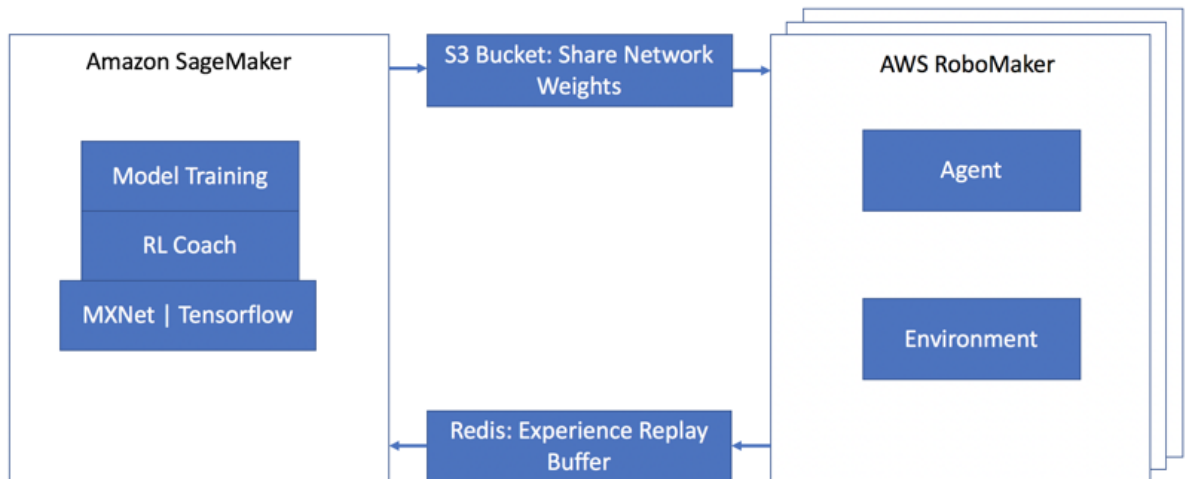 Amazon SageMaker
S3 Bucket: Share Network
Weights
AWS RoboMaker
Model Training
Agent
RL Coach
MXNet | Tensorflow
Environment
Redis: Experience Replay
Buffer